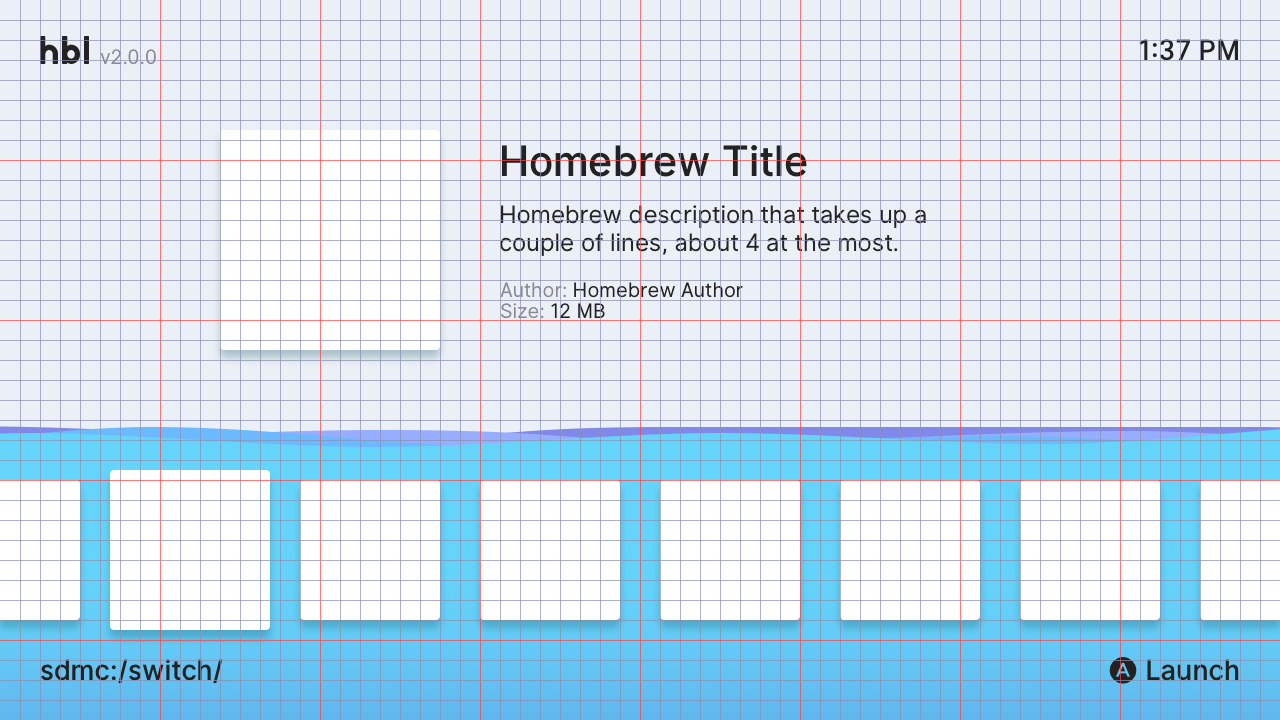 hbl v2.0.0
1:37 PM
Homebrew Title
Homebrew description that takes up a
couple of lines, about 4 at the most.
Author: Homebrew Author
Size: 12 MB
sdmc:/switch/
A Launch